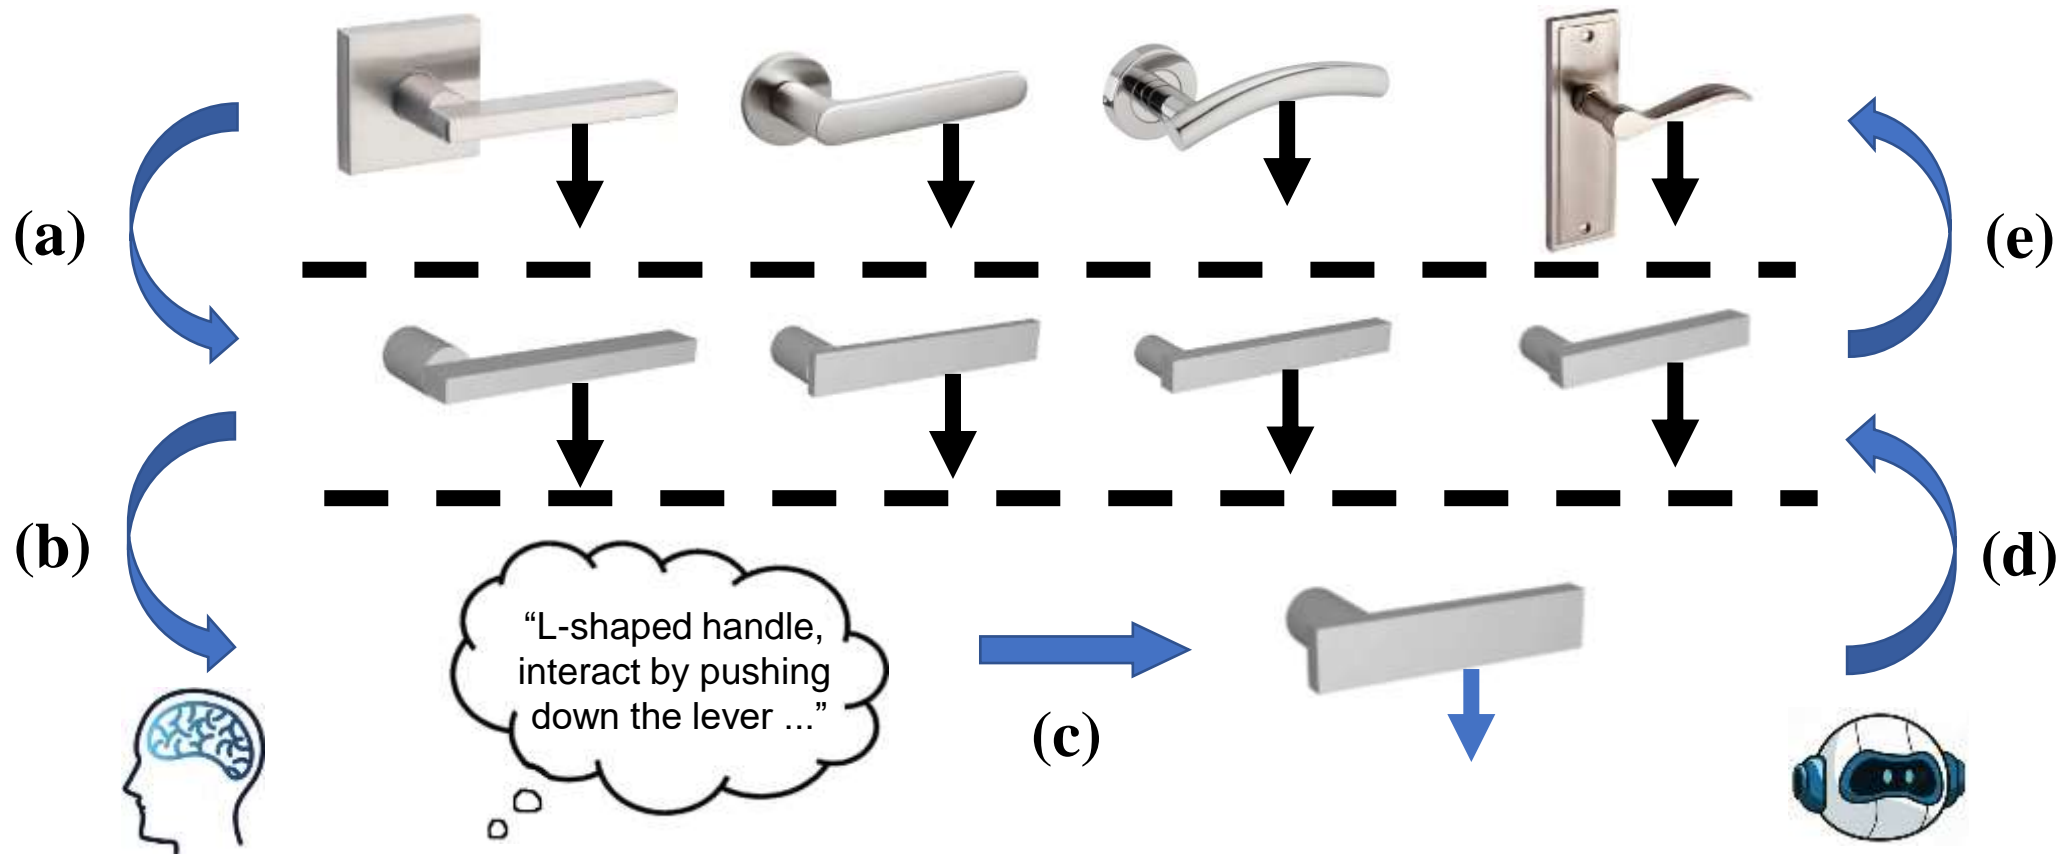 (a)
(e)
(b)
“L-shaped handle,
interact by pushing
down the lever ...”
(c)
(d)